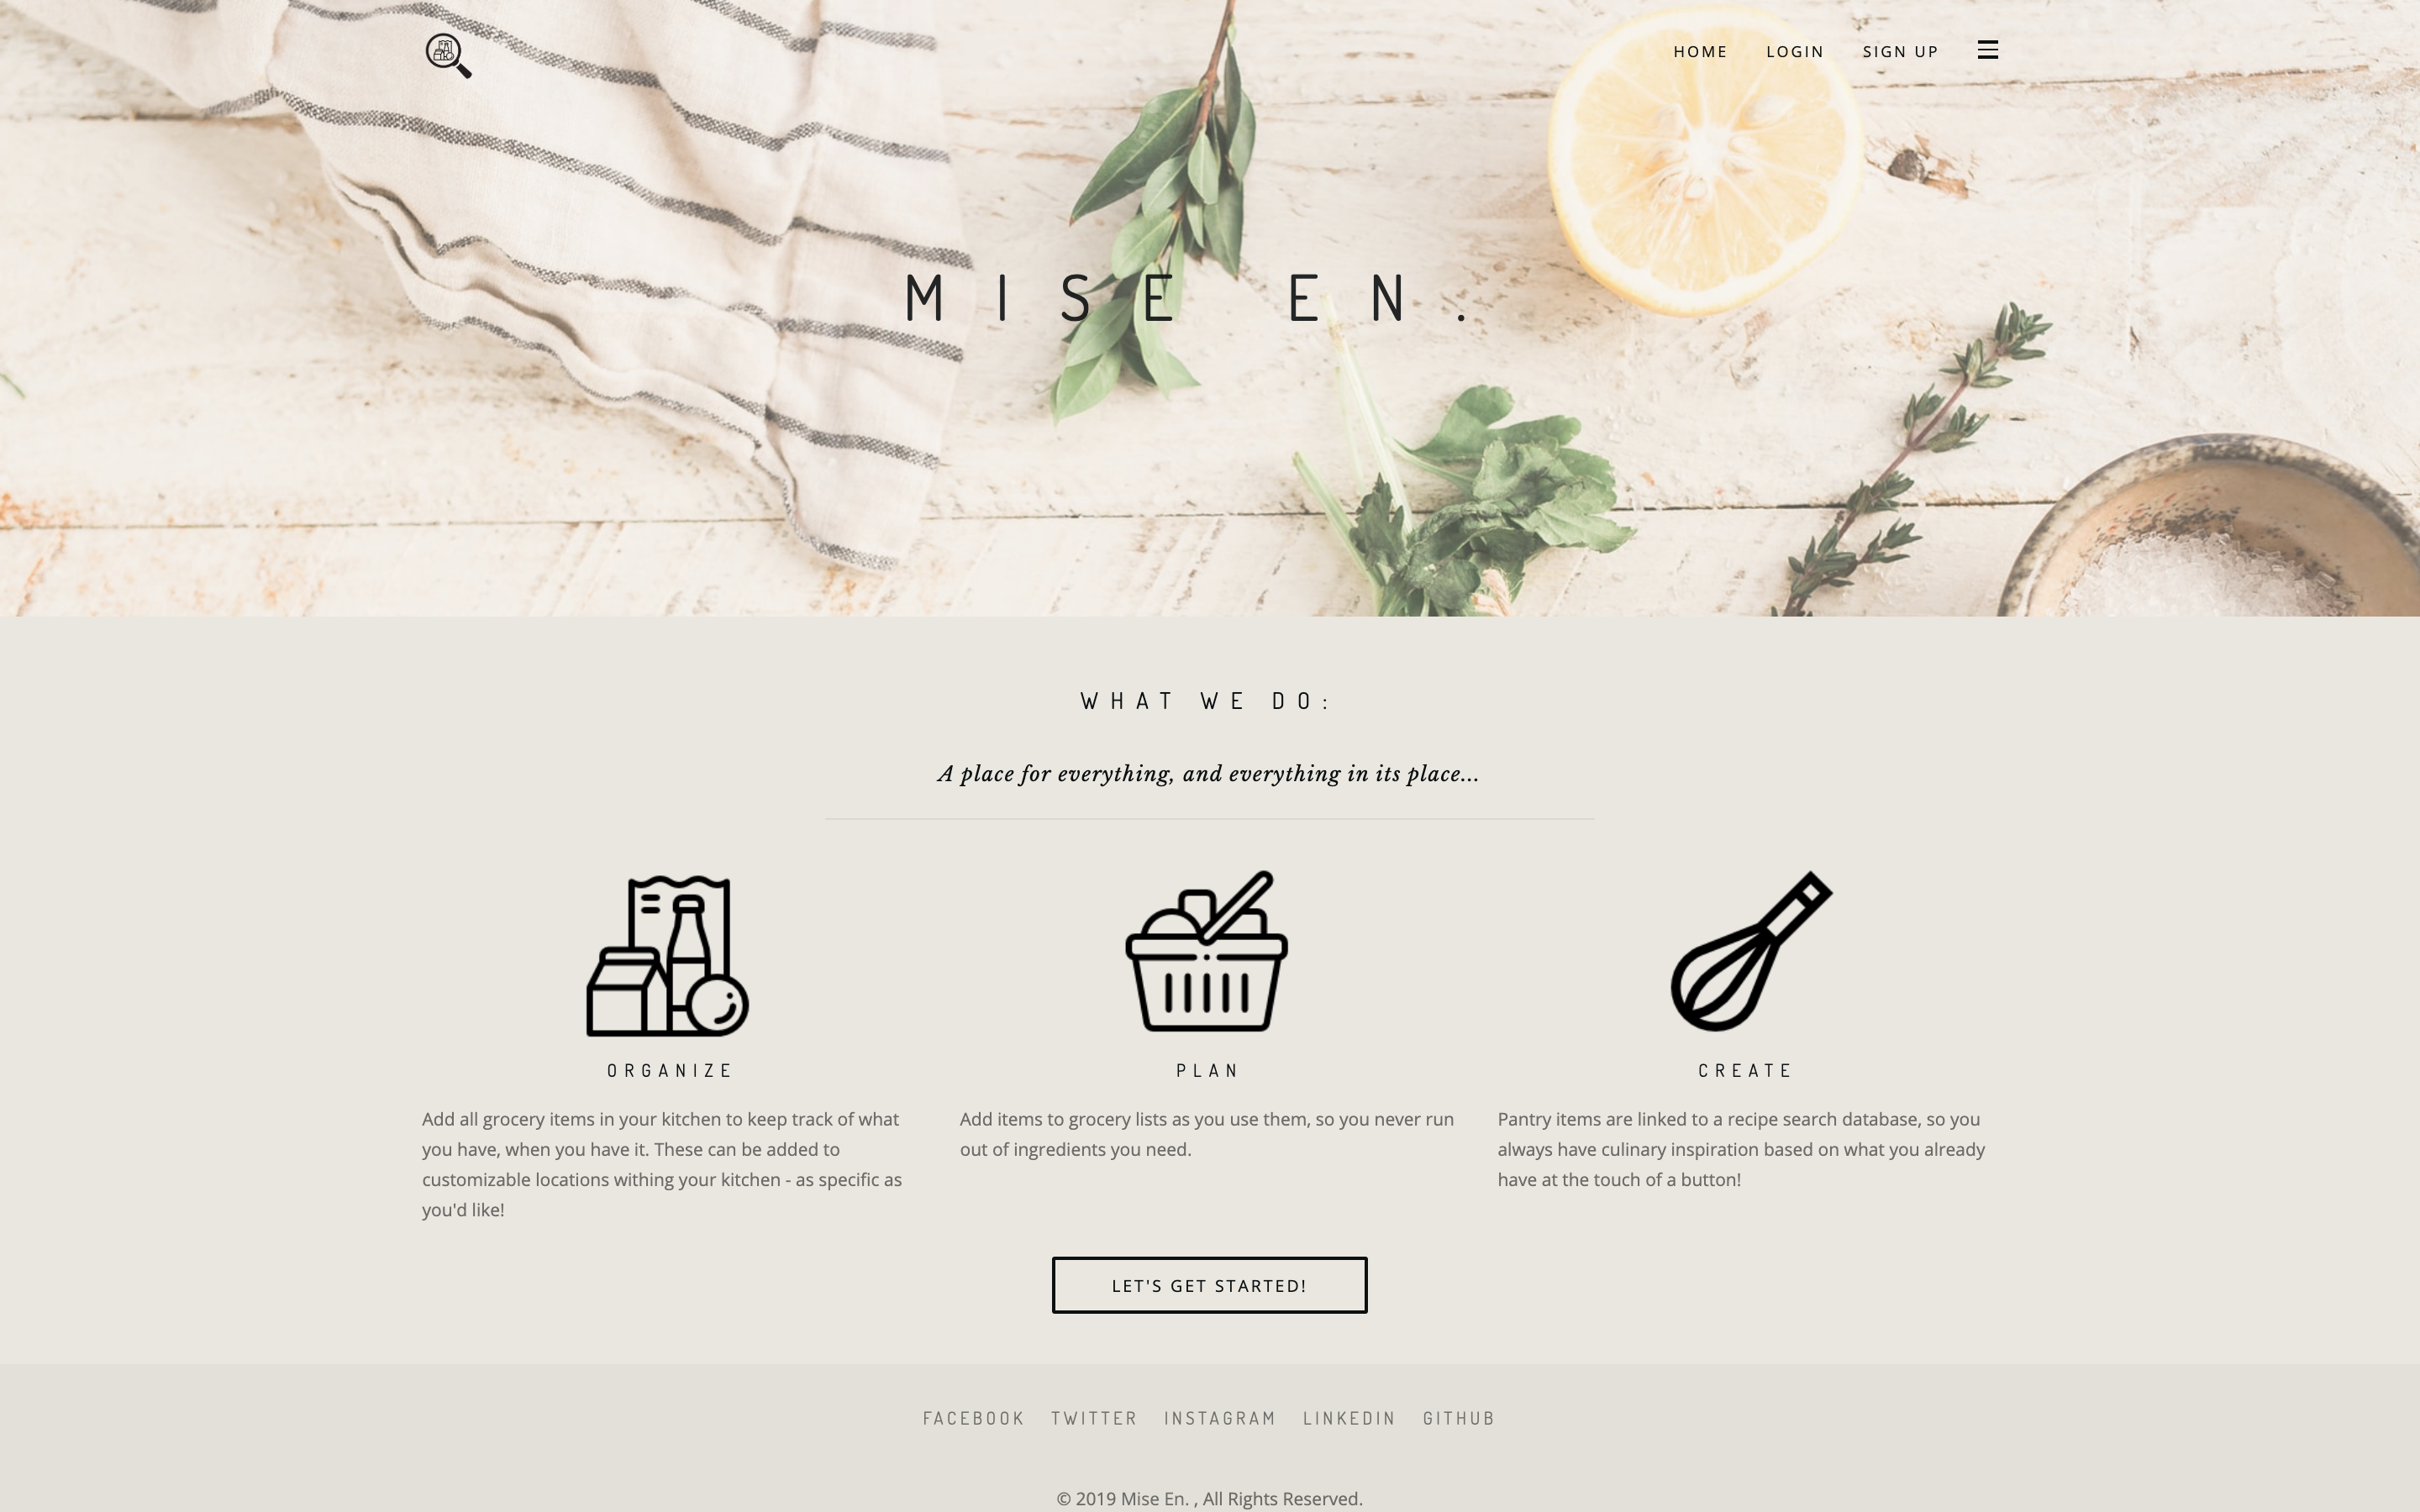 HOME LOGIN SIGN UP
MISE EN.
WHAT WE DO:
A place for everything, and everything in its place...
ORGANIZE
Add all grocery items in your kitchen to keep track of what
you have, when you have it. These can be added to
customizable locations withing your kitchen - as specific as
you'd like!
PLAN
Add items to grocery lists as you use them, so you never run
out of ingredients you need.
CREATE
Pantry items are linked to a recipe search database, so you
always have culinary inspiration based on what you already
have at the touch of a button!
LET'S GET STARTED!
FACEBOOK TWITTER INSTAGRAM LINKEDIN GITHUB
© 2019 Mise En. , All Rights Reserved.